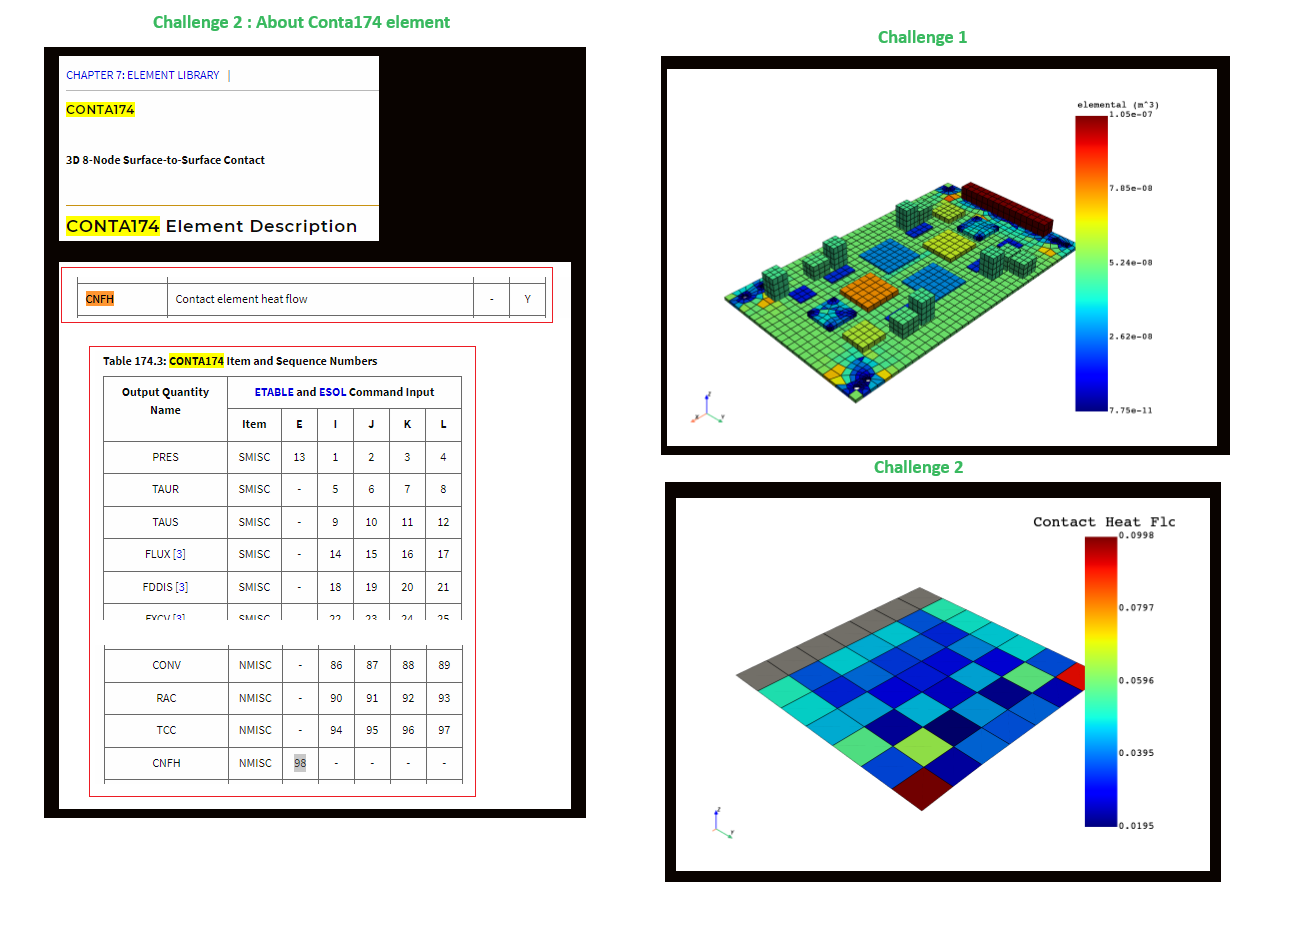 Challenge 2 : About Conta174 element
CHAPTER 7: ELEMENT LIBRARY |
CONTA174
3D 8-Node Surface-to-Surface Contact
CONTA174 Element Description
CNFH Contact element heat flow - Y
Table 174.3: CONTA174 Item and Sequence Numbers
Output Quantity Name ETABLE and ESOL Command Input
Item E I J K L
PRES SMISC 13 1 2 3 4
TAUR SMISC - 5 6 7 8
TAUS SMISC - 9 10 11 12
FLUX [3] SMISC - 14 15 16 17
FDDIS [3] SMISC - 18 19 20 21
FXCV [3] SMISC - 22 23 24 25
CONV NMISC - 86 87 88 89
RAC NMISC - 90 91 92 93
TCC NMISC - 94 95 96 97
CNFH NMISC 98 - - - -
Challenge 1
elemental (m^3)
1.05e-07
7.85e-08
5.24e-08
2.62e-08
7.75e-11
Z
X Y
Challenge 2
Contact Heat Flc
0.0998
0.0797
0.0596
0.0395
0.0195
Z
Y